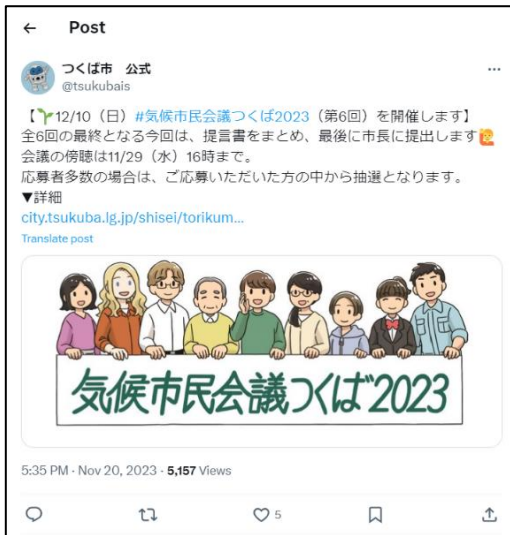 Post
つくば市 公式
@tsukubais
【🌱12/10（日）#気候市民会議つくば2023（第6回）を開催します】
全6回の最終となる今回は、提言書をまとめ、最後に市長に提出します🙋
会議の傍聴は11/29（水）16時まで。
応募者多数の場合は、ご応募いただいた方の中から抽選となります。
▼詳細
city.tsukuba.lg.jp/shisei/torikum...
Translate post
気候市民会議つくば2023
5:35 PM · Nov 20, 2023 · 5,157 Views
5